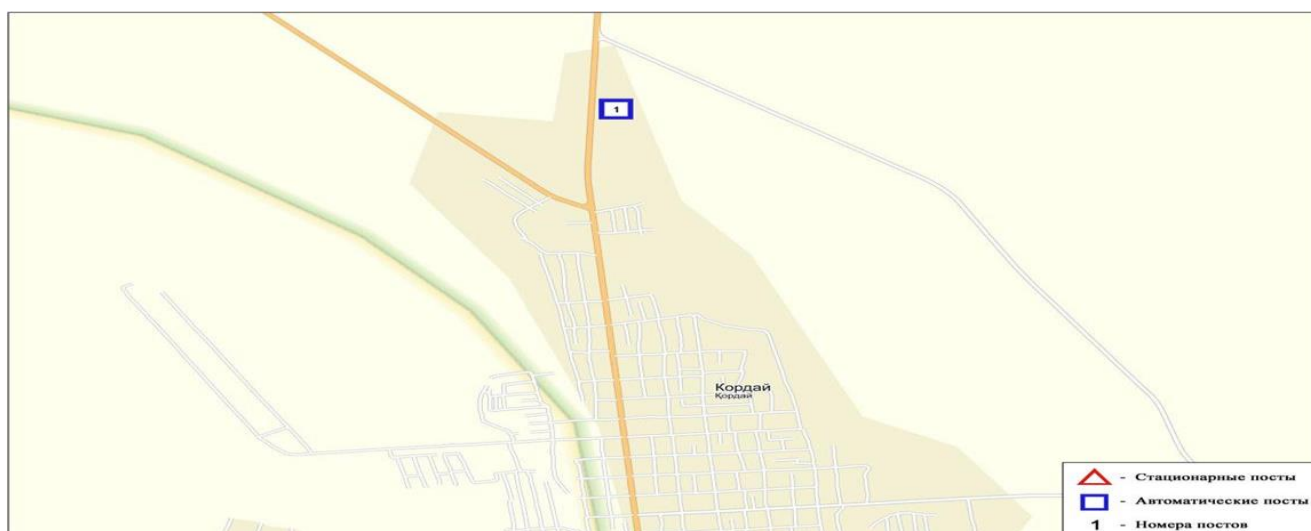 1
Кордай
Қордай
- Стационарные посты
- Автоматические посты
1 - Номера постов